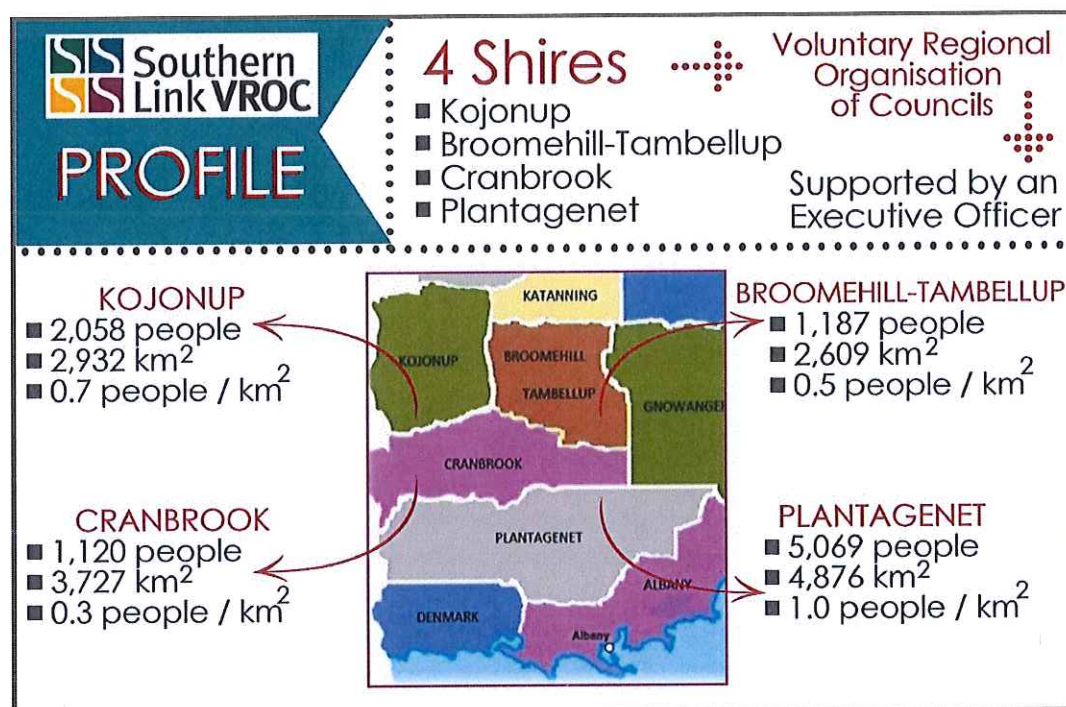 Southern
Link VROC
PROFILE
4 Shires
■ Kojonup
■ Broomehill-Tambellup
■ Cranbrook
■ Plantagenet
Voluntary Regional
Organisation
of Councils
Supported by an
Executive Officer
KOJONUP
■ 2,058 people
■ 2,932 km²
■ 0.7 people / km²
BROOMEHILL-TAMBELLUP
■ 1,187 people
■ 2,609 km²
■ 0.5 people / km²
KATANNING
KOJONUP
BROOMEHILL
TAMBELLUP
GNOWANGER
CRANBROOK
PLANTAGENET
ALBANY
DENMARK
Albany
CRANBROOK
■ 1,120 people
■ 3,727 km²
■ 0.3 people / km²
PLANTAGENET
■ 5,069 people
■ 4,876 km²
■ 1.0 people / km²